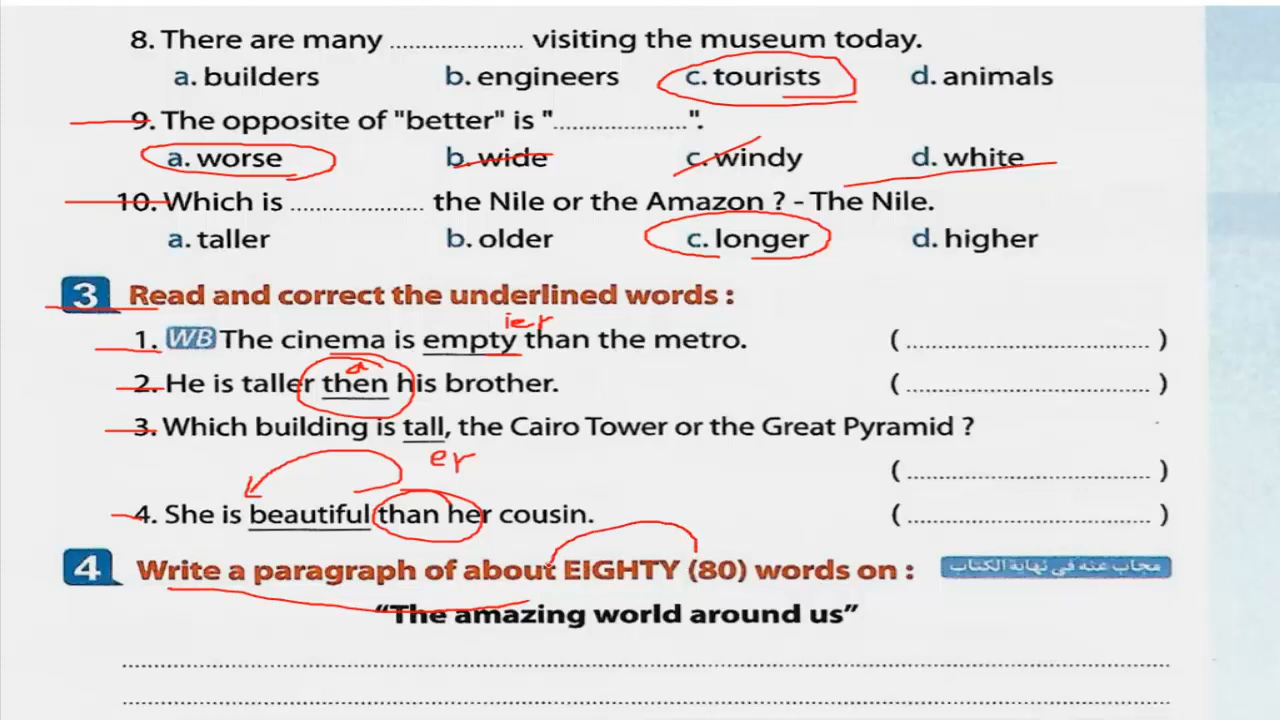 8. There are many .................... visiting the museum today.
a. builders b. engineers c. tourists d. animals
9. The opposite of "better" is "....................".
a. worse b. wide c. windy d. white
10. Which is .................... the Nile or the Amazon ? - The Nile.
a. taller b. older c. longer d. higher
3 Read and correct the underlined words :
ier
1. WB The cinema is empty than the metro. (........................................)
a
2. He is taller then his brother. (........................................)
3. Which building is tall, the Cairo Tower or the Great Pyramid ?
er
(........................................)
4. She is beautiful than her cousin. (........................................)
4 Write a paragraph of about EIGHTY (80) words on : مجاب عنه فى نهاية الكتاب
"The amazing world around us"